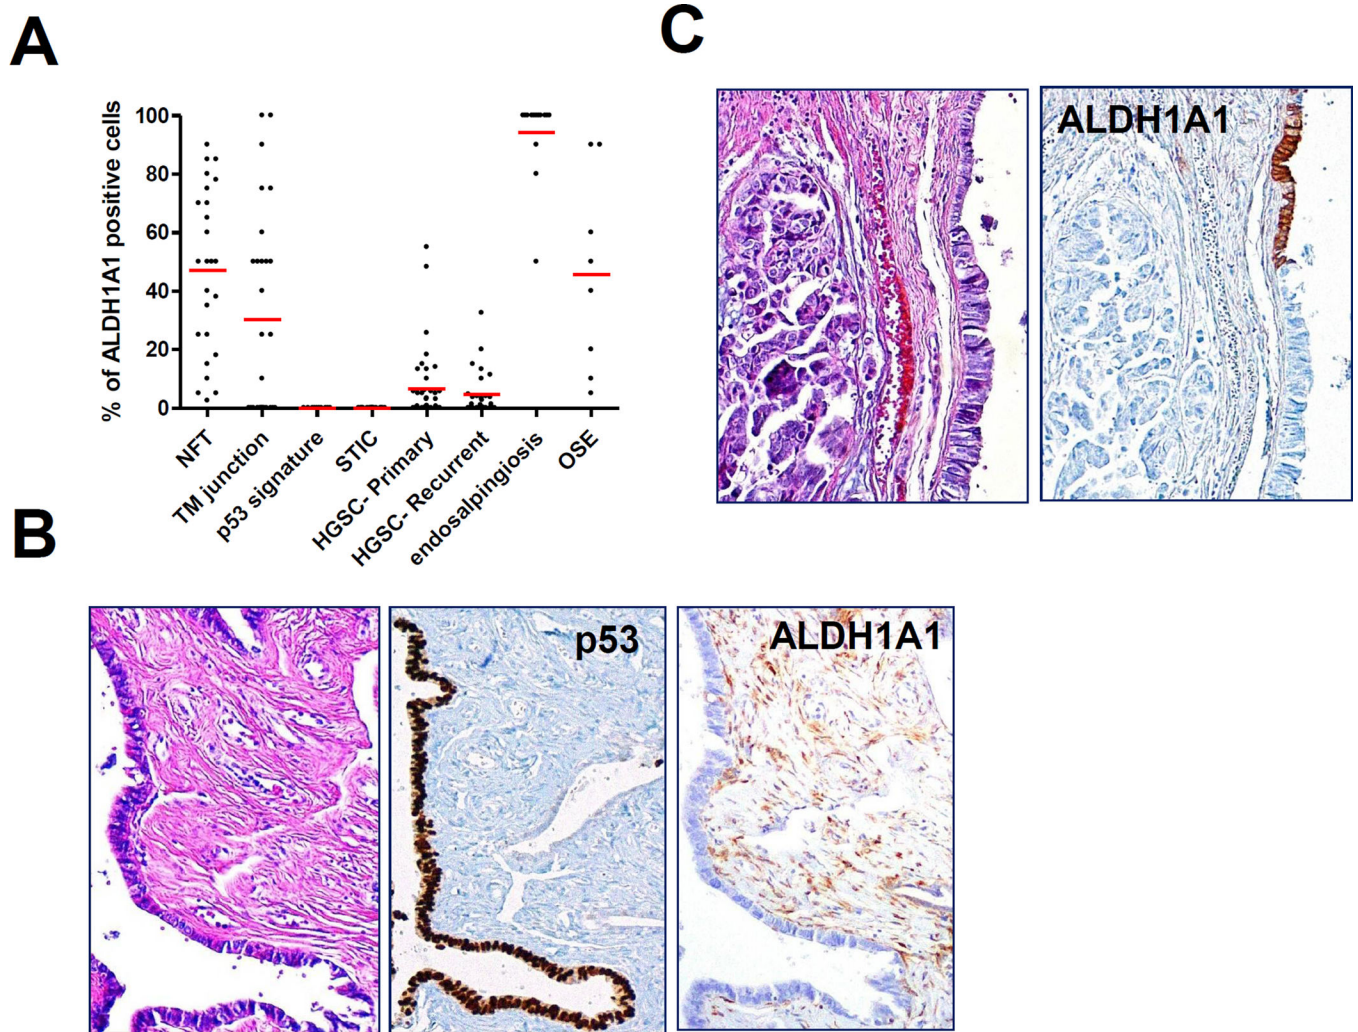 A
% of ALDH1A1 positive cells
100
80
60
40
20
0
NFT
TM junction
p53 signature
STIC
HGSC- Primary
HGSC- Recurrent
endosalpingiosis
OSE
C
ALDH1A1
B
p53
ALDH1A1